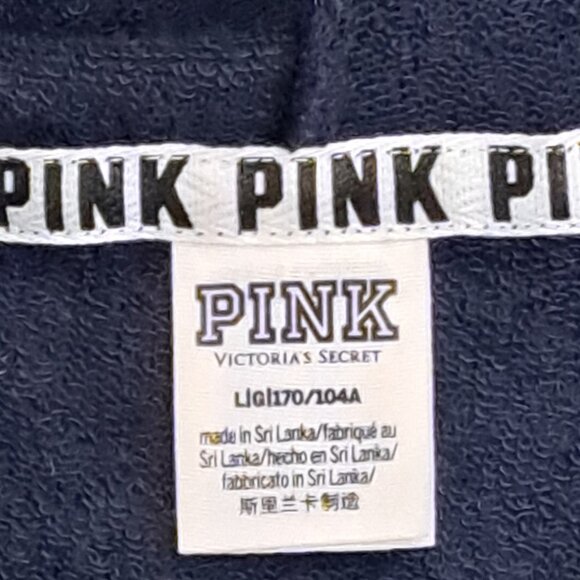 PINK PINK PI
PINK
VICTORIA'S SECRET
L|G|170/104A
made in Sri Lanka/fabriqué au
Sri Lanka/hecho en Sri Lanka/
fabbricato in Sri Lanka/
斯里兰卡制造